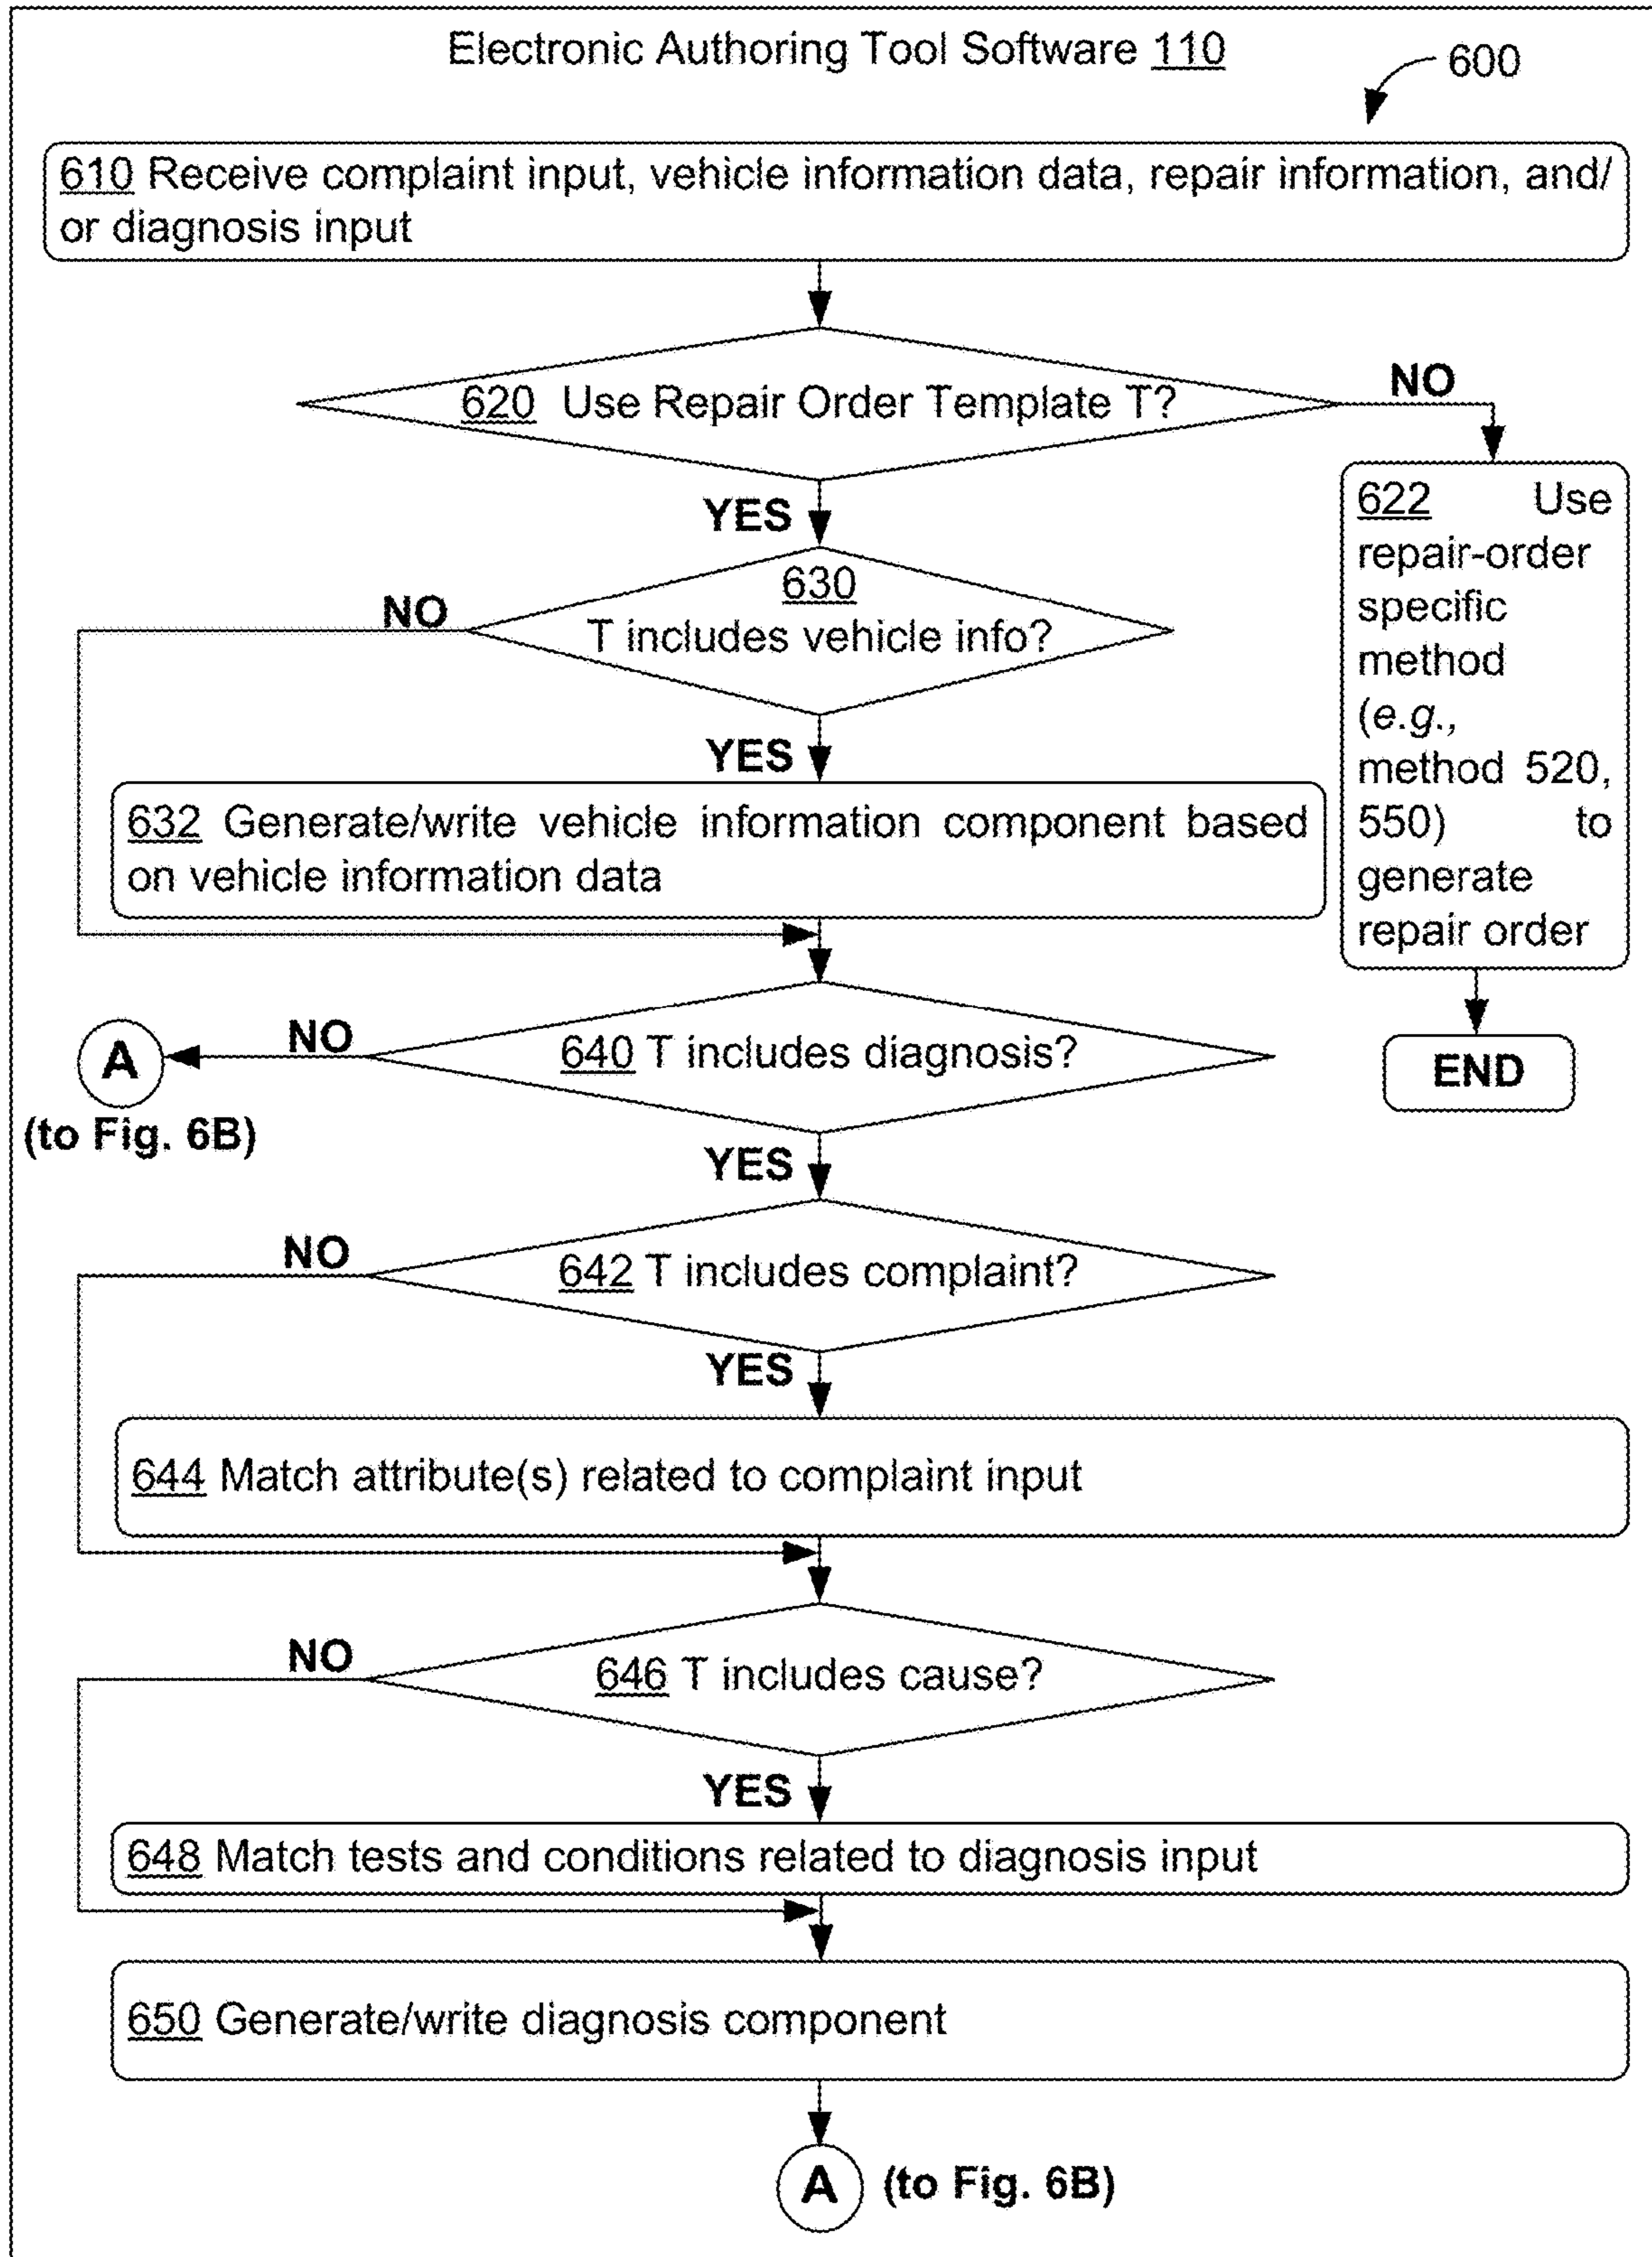 Electronic Authoring Tool Software 110
600
610 Receive complaint input, vehicle information data, repair information, and/
or diagnosis input
620 Use Repair Order Template T?
NO
YES
622 Use
repair-order
specific
method
(e.g.,
method 520,
550) to
generate
repair order
END
630
T includes vehicle info?
NO
YES
632 Generate/write vehicle information component based
on vehicle information data
640 T includes diagnosis?
NO
A
(to Fig. 6B)
YES
642 T includes complaint?
NO
YES
644 Match attribute(s) related to complaint input
646 T includes cause?
NO
YES
648 Match tests and conditions related to diagnosis input
650 Generate/write diagnosis component
A (to Fig. 6B)